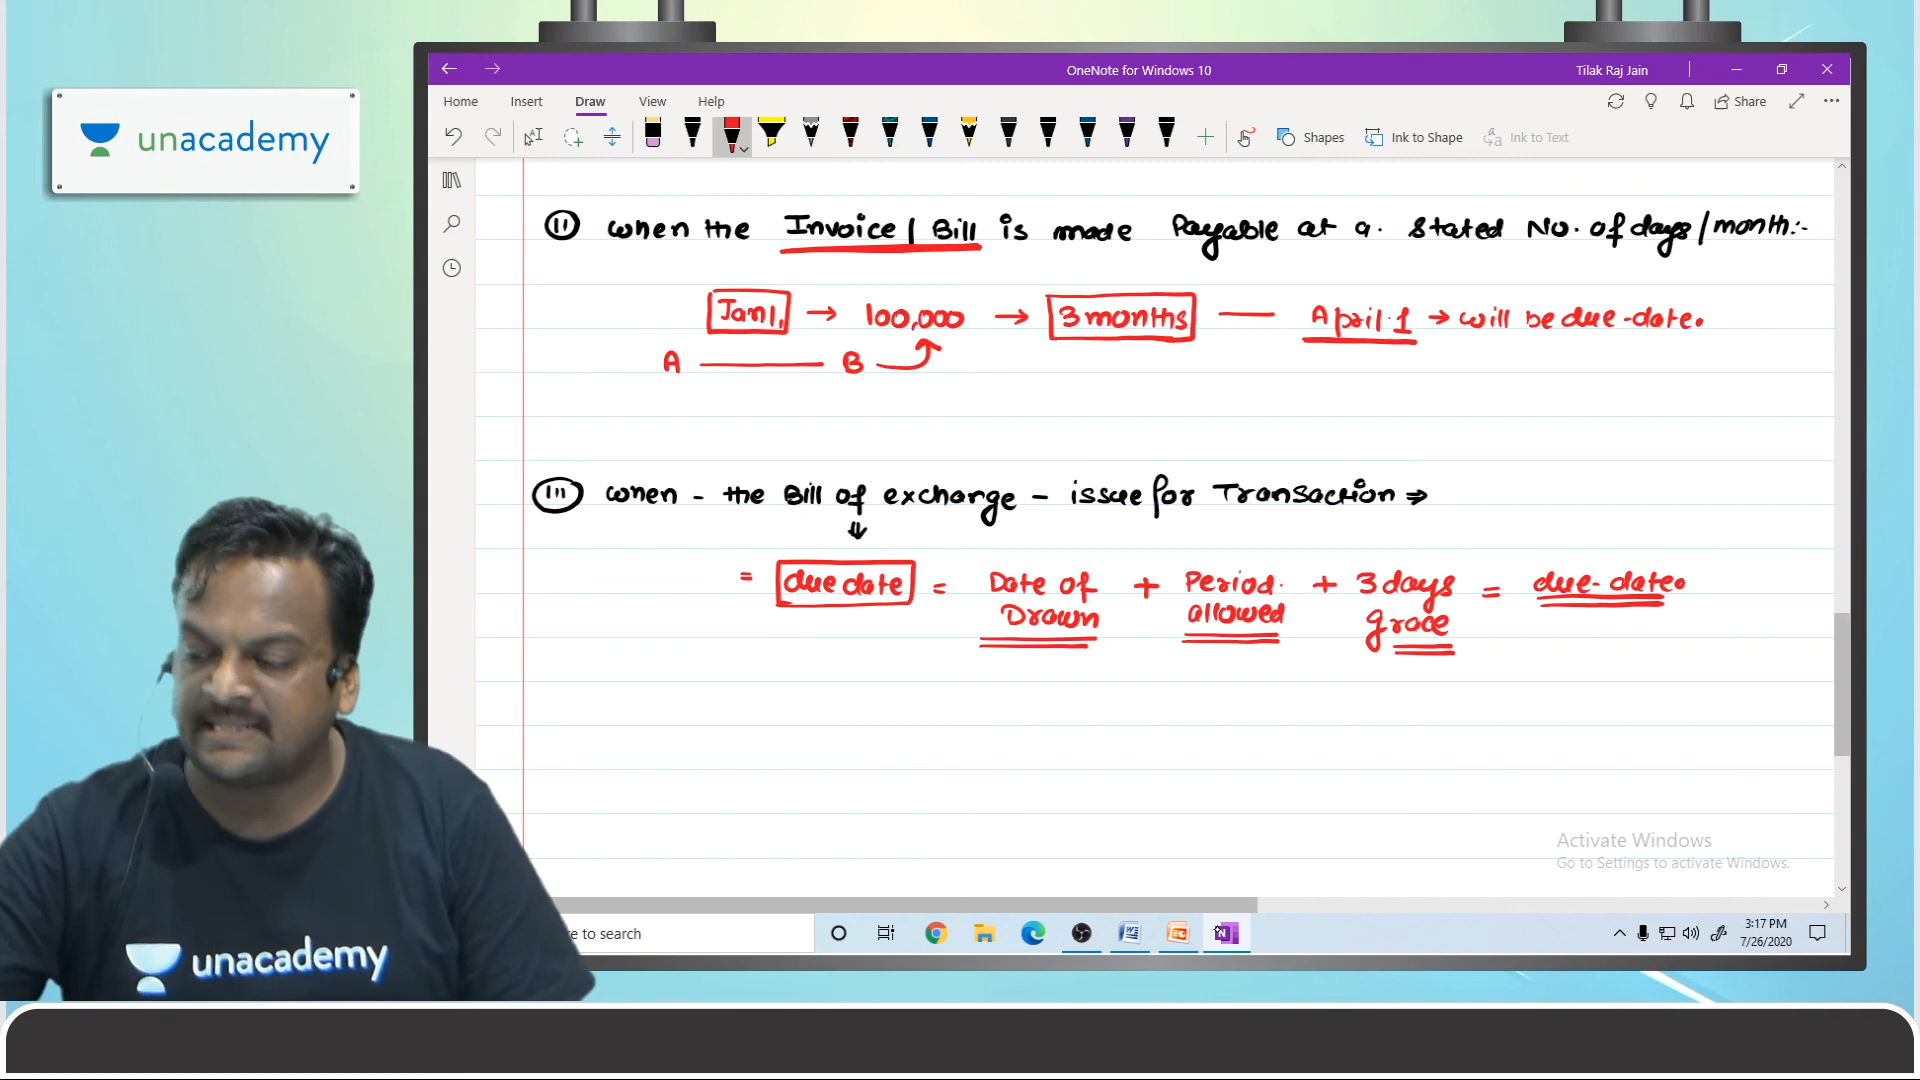 OneNote for Windows 10
Tilak Raj Jain
Home Insert Draw View Help
Share
Shapes
Ink to Shape
Ink to Text
unacademy
(ii) when the Invoice / Bill is made Payable at a. Stated No. of days / month:-
Jan1, → 100,000 → 3 months — April 1 → will be due-date.
A — B
(iii) when - the Bill of exchange - issue for Transaction ⇒
= due date = Date of Drawn + Period. allowed + 3 days grace = due-date.
Activate Windows
Go to Settings to activate Windows.
re to search
3:17 PM
7/26/2020
unacademy